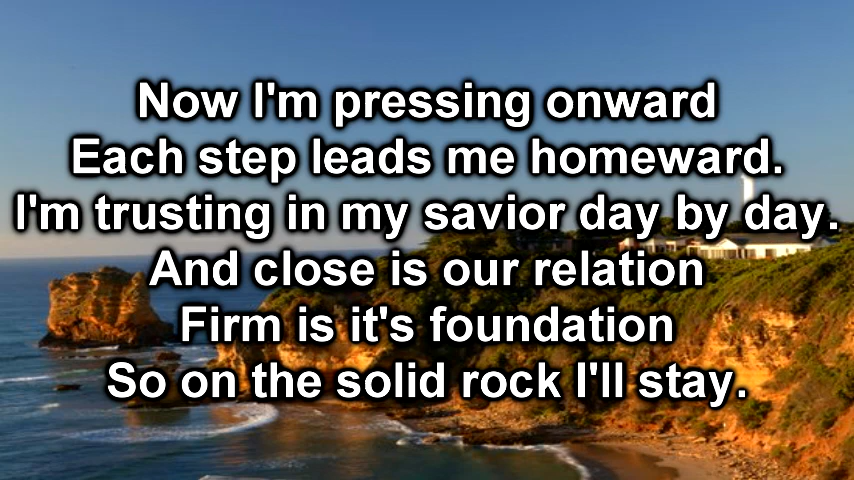 Now I'm pressing onward
Each step leads me homeward.
I'm trusting in my savior day by day.
And close is our relation
Firm is it's foundation
So on the solid rock I'll stay.